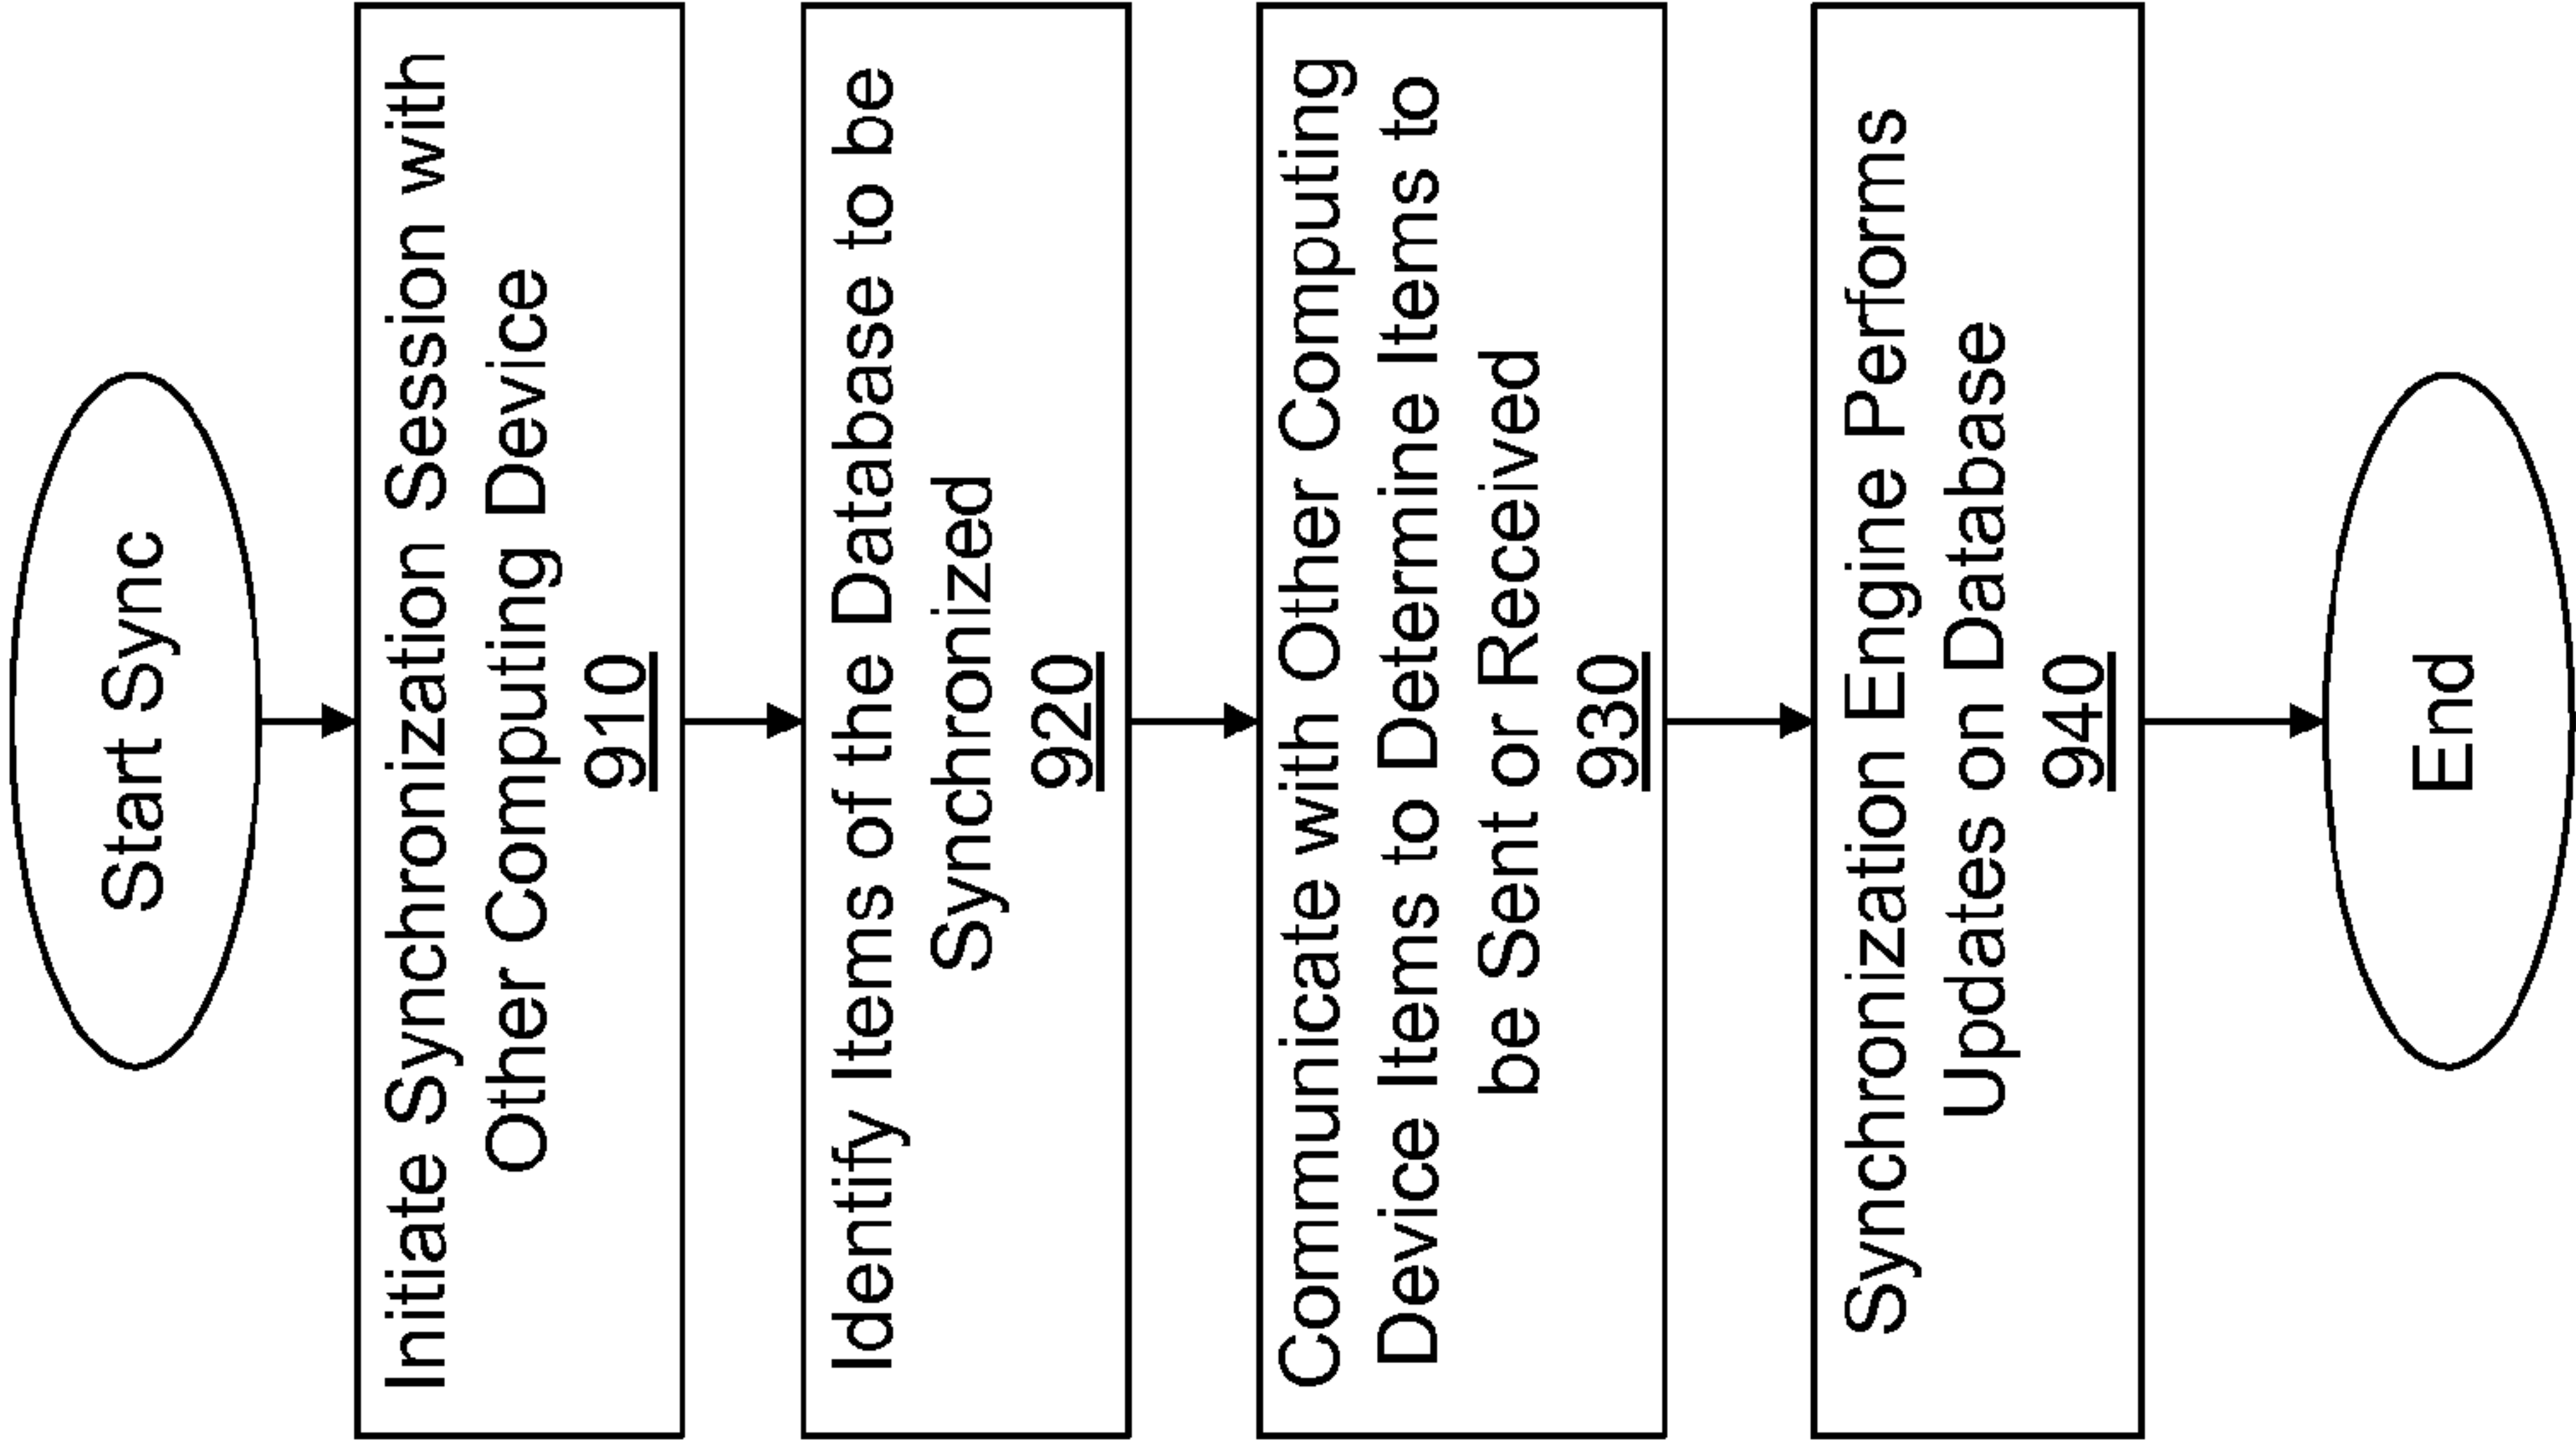 Start Sync
Initiate Synchronization Session with
Other Computing Device
910
Identify Items of the Database to be
Synchronized
920
Communicate with Other Computing
Device Items to Determine Items to
be Sent or Received
930
Synchronization Engine Performs
Updates on Database
940
End